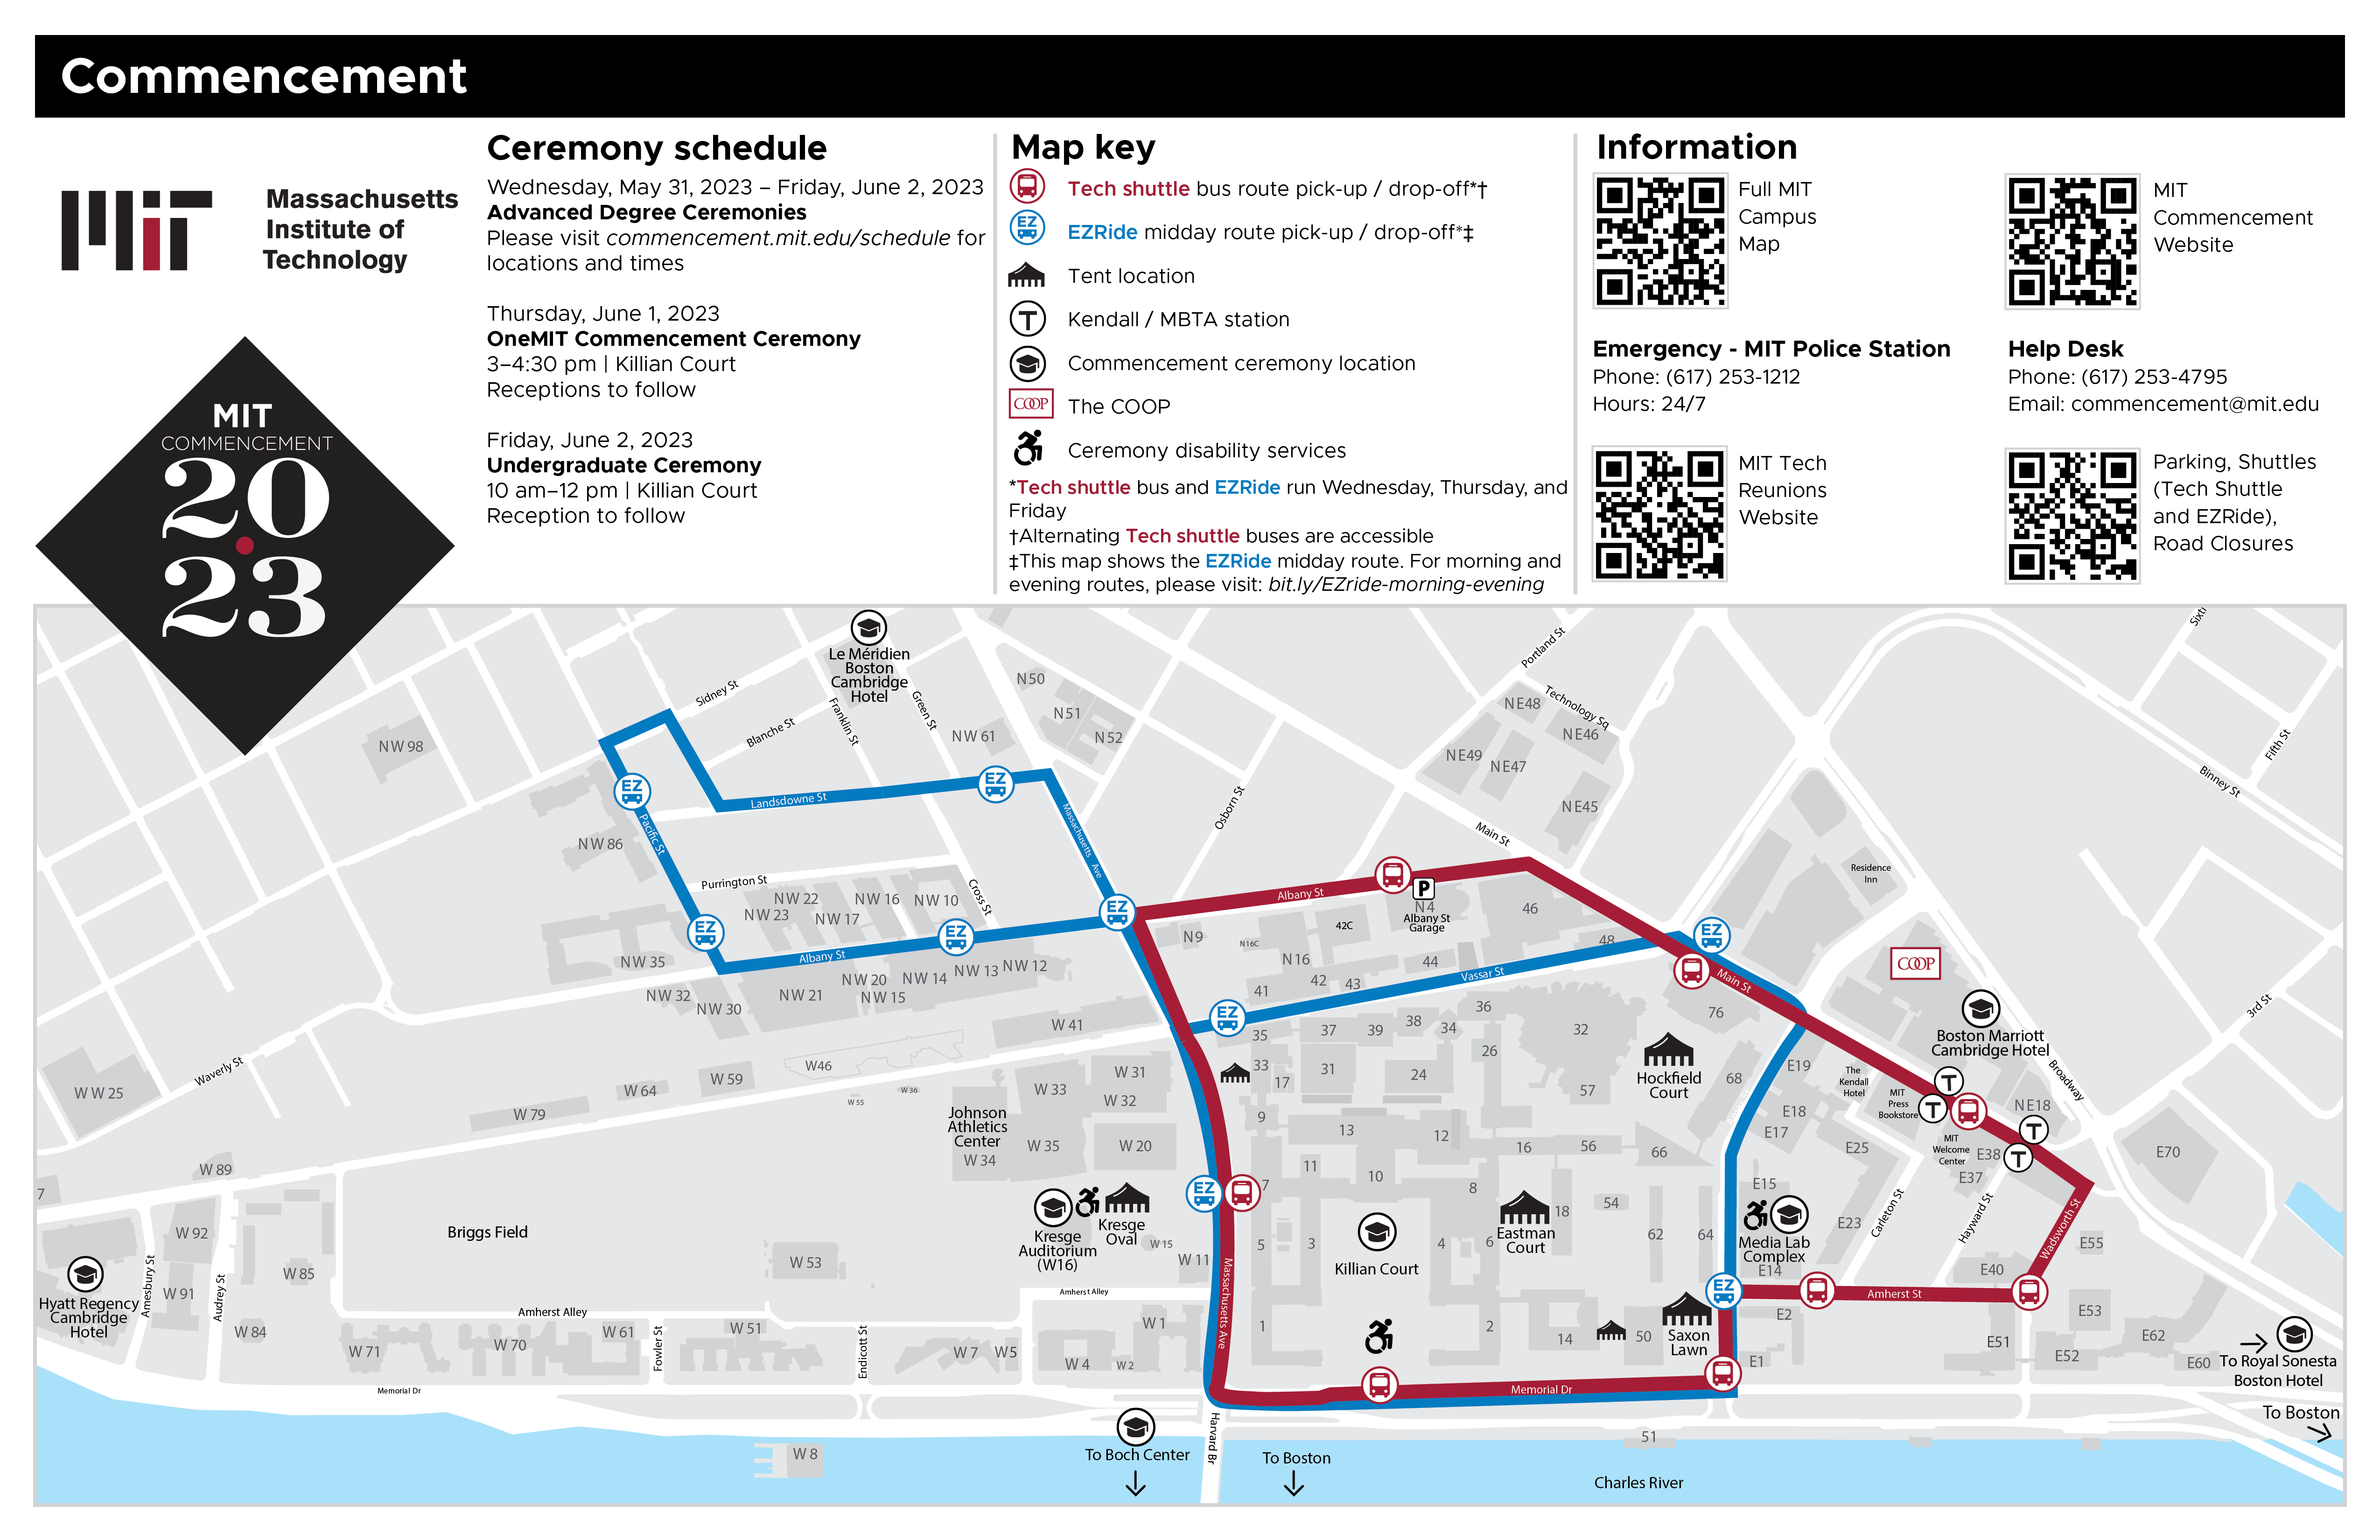 Commencement
Massachusetts
Institute of
Technology
MIT
COMMENCEMENT
20
23
Ceremony schedule
Wednesday, May 31, 2023 – Friday, June 2, 2023
Advanced Degree Ceremonies
Please visit commencement.mit.edu/schedule for
locations and times
Thursday, June 1, 2023
OneMIT Commencement Ceremony
3–4:30 pm | Killian Court
Receptions to follow
Friday, June 2, 2023
Undergraduate Ceremony
10 am–12 pm | Killian Court
Reception to follow
Map key
Tech shuttle bus route pick-up / drop-off*†
EZ
EZRide midday route pick-up / drop-off*‡
Tent location
T
Kendall / MBTA station
Commencement ceremony location
COOP
The COOP
Ceremony disability services
*Tech shuttle bus and EZRide run Wednesday, Thursday, and
Friday
†Alternating Tech shuttle buses are accessible
‡This map shows the EZRide midday route. For morning and
evening routes, please visit: bit.ly/EZride-morning-evening
Information
Full MIT
Campus
Map
MIT
Commencement
Website
Emergency - MIT Police Station
Phone: (617) 253-1212
Hours: 24/7
Help Desk
Phone: (617) 253-4795
Email: commencement@mit.edu
MIT Tech
Reunions
Website
Parking, Shuttles
(Tech Shuttle
and EZRide),
Road Closures
Le Méridien
Boston
Cambridge
Hotel
Sidney St
Blanche St
Franklin St
Green St
N50
N51
N52
NW 61
NW 98
Portland St
Technology Sq
NE48
NE46
NE49
NE47
NE45
Sixth
Fifth St
Binney St
Osborn St
Main St
EZ
EZ
Landsdowne St
Massachusetts Ave
Pacific St
NW 86
Purrington St
Cross St
NW 22
NW 16
NW 10
NW 23
NW 17
EZ
EZ
EZ
Albany St
NW 35
NW 20
NW 14
NW 13
NW 12
NW 32
NW 30
NW 21
NW 15
W 41
Albany St
P
N4
Albany St
Garage
46
Residence
Inn
N9
N16C
42C
48
EZ
N16
44
Vassar St
Main St
COOP
42
43
41
EZ
36
76
35
37
39
38
34
32
26
Boston Marriott
Cambridge Hotel
3rd St
Broadway
Waverly St
WW 25
W46
W 59
W 64
W 55
W 36
W 79
W 31
W 33
W 32
Johnson
Athletics
Center
W 34
W 35
W 20
33
17
31
24
57
Hockfield
Court
68
E19
The
Kendall
Hotel
MIT
Press
Bookstore
T
T
NE18
T
T
9
13
12
E18
E17
E25
MIT
Welcome
Center
E38
E37
E70
W 89
7
16
56
66
11
10
8
7
EZ
E15
W 92
Briggs Field
Kresge
Auditorium
(W16)
Kresge
Oval
W 15
W 11
Eastman
Court
18
54
62
64
Media Lab
Complex
E14
E23
Carleton St
Hayward St
Wadsworth St
E55
Hyatt Regency
Cambridge
Hotel
Amesbury St
Audrey St
W 91
W 85
W 84
W 53
5
3
4
6
Killian Court
EZ
Amherst St
E40
E2
E53
Amherst Alley
Amherst Alley
W 71
W 70
W 61
Fowler St
W 51
Endicott St
W 7
W5
W 4
W 2
W 1
Massachusetts Ave
1
2
14
50
Saxon
Lawn
E1
E51
E52
E62
E60
To Royal Sonesta
Boston Hotel
Memorial Dr
Memorial Dr
Harvard Br
To Boch Center
To Boston
To Boston
W 8
51
Charles River